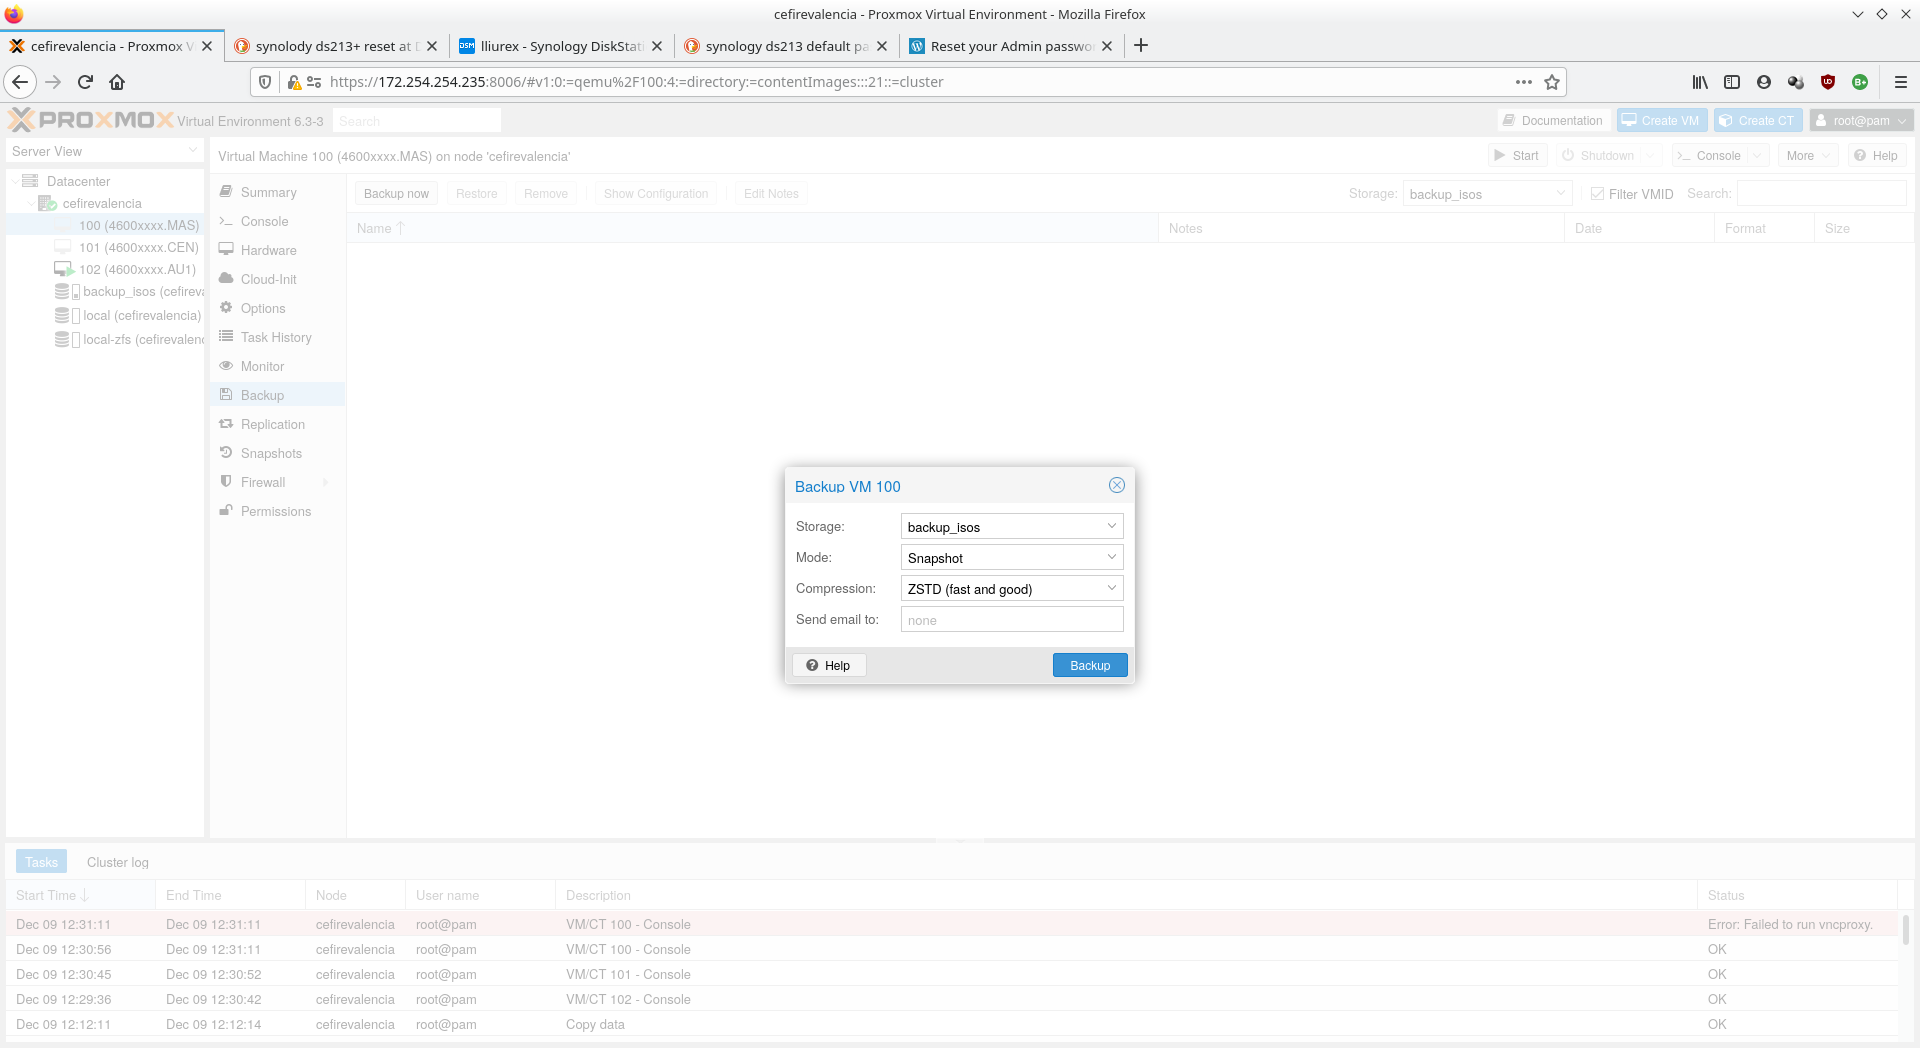 cefirevalencia - Proxmox Virtual Environment - Mozilla Firefox
cefirevalencia - Proxmox V
synolody ds213+ reset at D
DSM lliurex - Synology DiskStati
synology ds213 default pa
Reset your Admin passwo
https://172.254.254.235:8006/#v1:0:=qemu%2F100:4:=directory:=contentImages:::21::=cluster
PROXMOX Virtual Environment 6.3-3 Search
Documentation Create VM Create CT root@pam
Server View
Virtual Machine 100 (4600xxxx.MAS) on node 'cefirevalencia'
Start Shutdown Console More Help
Datacenter
cefirevalencia
100 (4600xxxx.MAS)
101 (4600xxxx.CEN)
102 (4600xxxx.AU1)
backup_isos (cefireva
local (cefirevalencia)
local-zfs (cefirevalenc
Summary
Console
Hardware
Cloud-Init
Options
Task History
Monitor
Backup
Replication
Snapshots
Firewall
Permissions
Backup now Restore Remove Show Configuration Edit Notes Storage: backup_isos Filter VMID Search:
Name Notes Date Format Size
Backup VM 100
Storage: backup_isos
Mode: Snapshot
Compression: ZSTD (fast and good)
Send email to: none
Help Backup
Tasks Cluster log
Start Time End Time Node User name Description Status
Dec 09 12:31:11 Dec 09 12:31:11 cefirevalencia root@pam VM/CT 100 - Console Error: Failed to run vncproxy.
Dec 09 12:30:56 Dec 09 12:31:11 cefirevalencia root@pam VM/CT 100 - Console OK
Dec 09 12:30:45 Dec 09 12:30:52 cefirevalencia root@pam VM/CT 101 - Console OK
Dec 09 12:29:36 Dec 09 12:30:42 cefirevalencia root@pam VM/CT 102 - Console OK
Dec 09 12:12:11 Dec 09 12:12:14 cefirevalencia root@pam Copy data OK